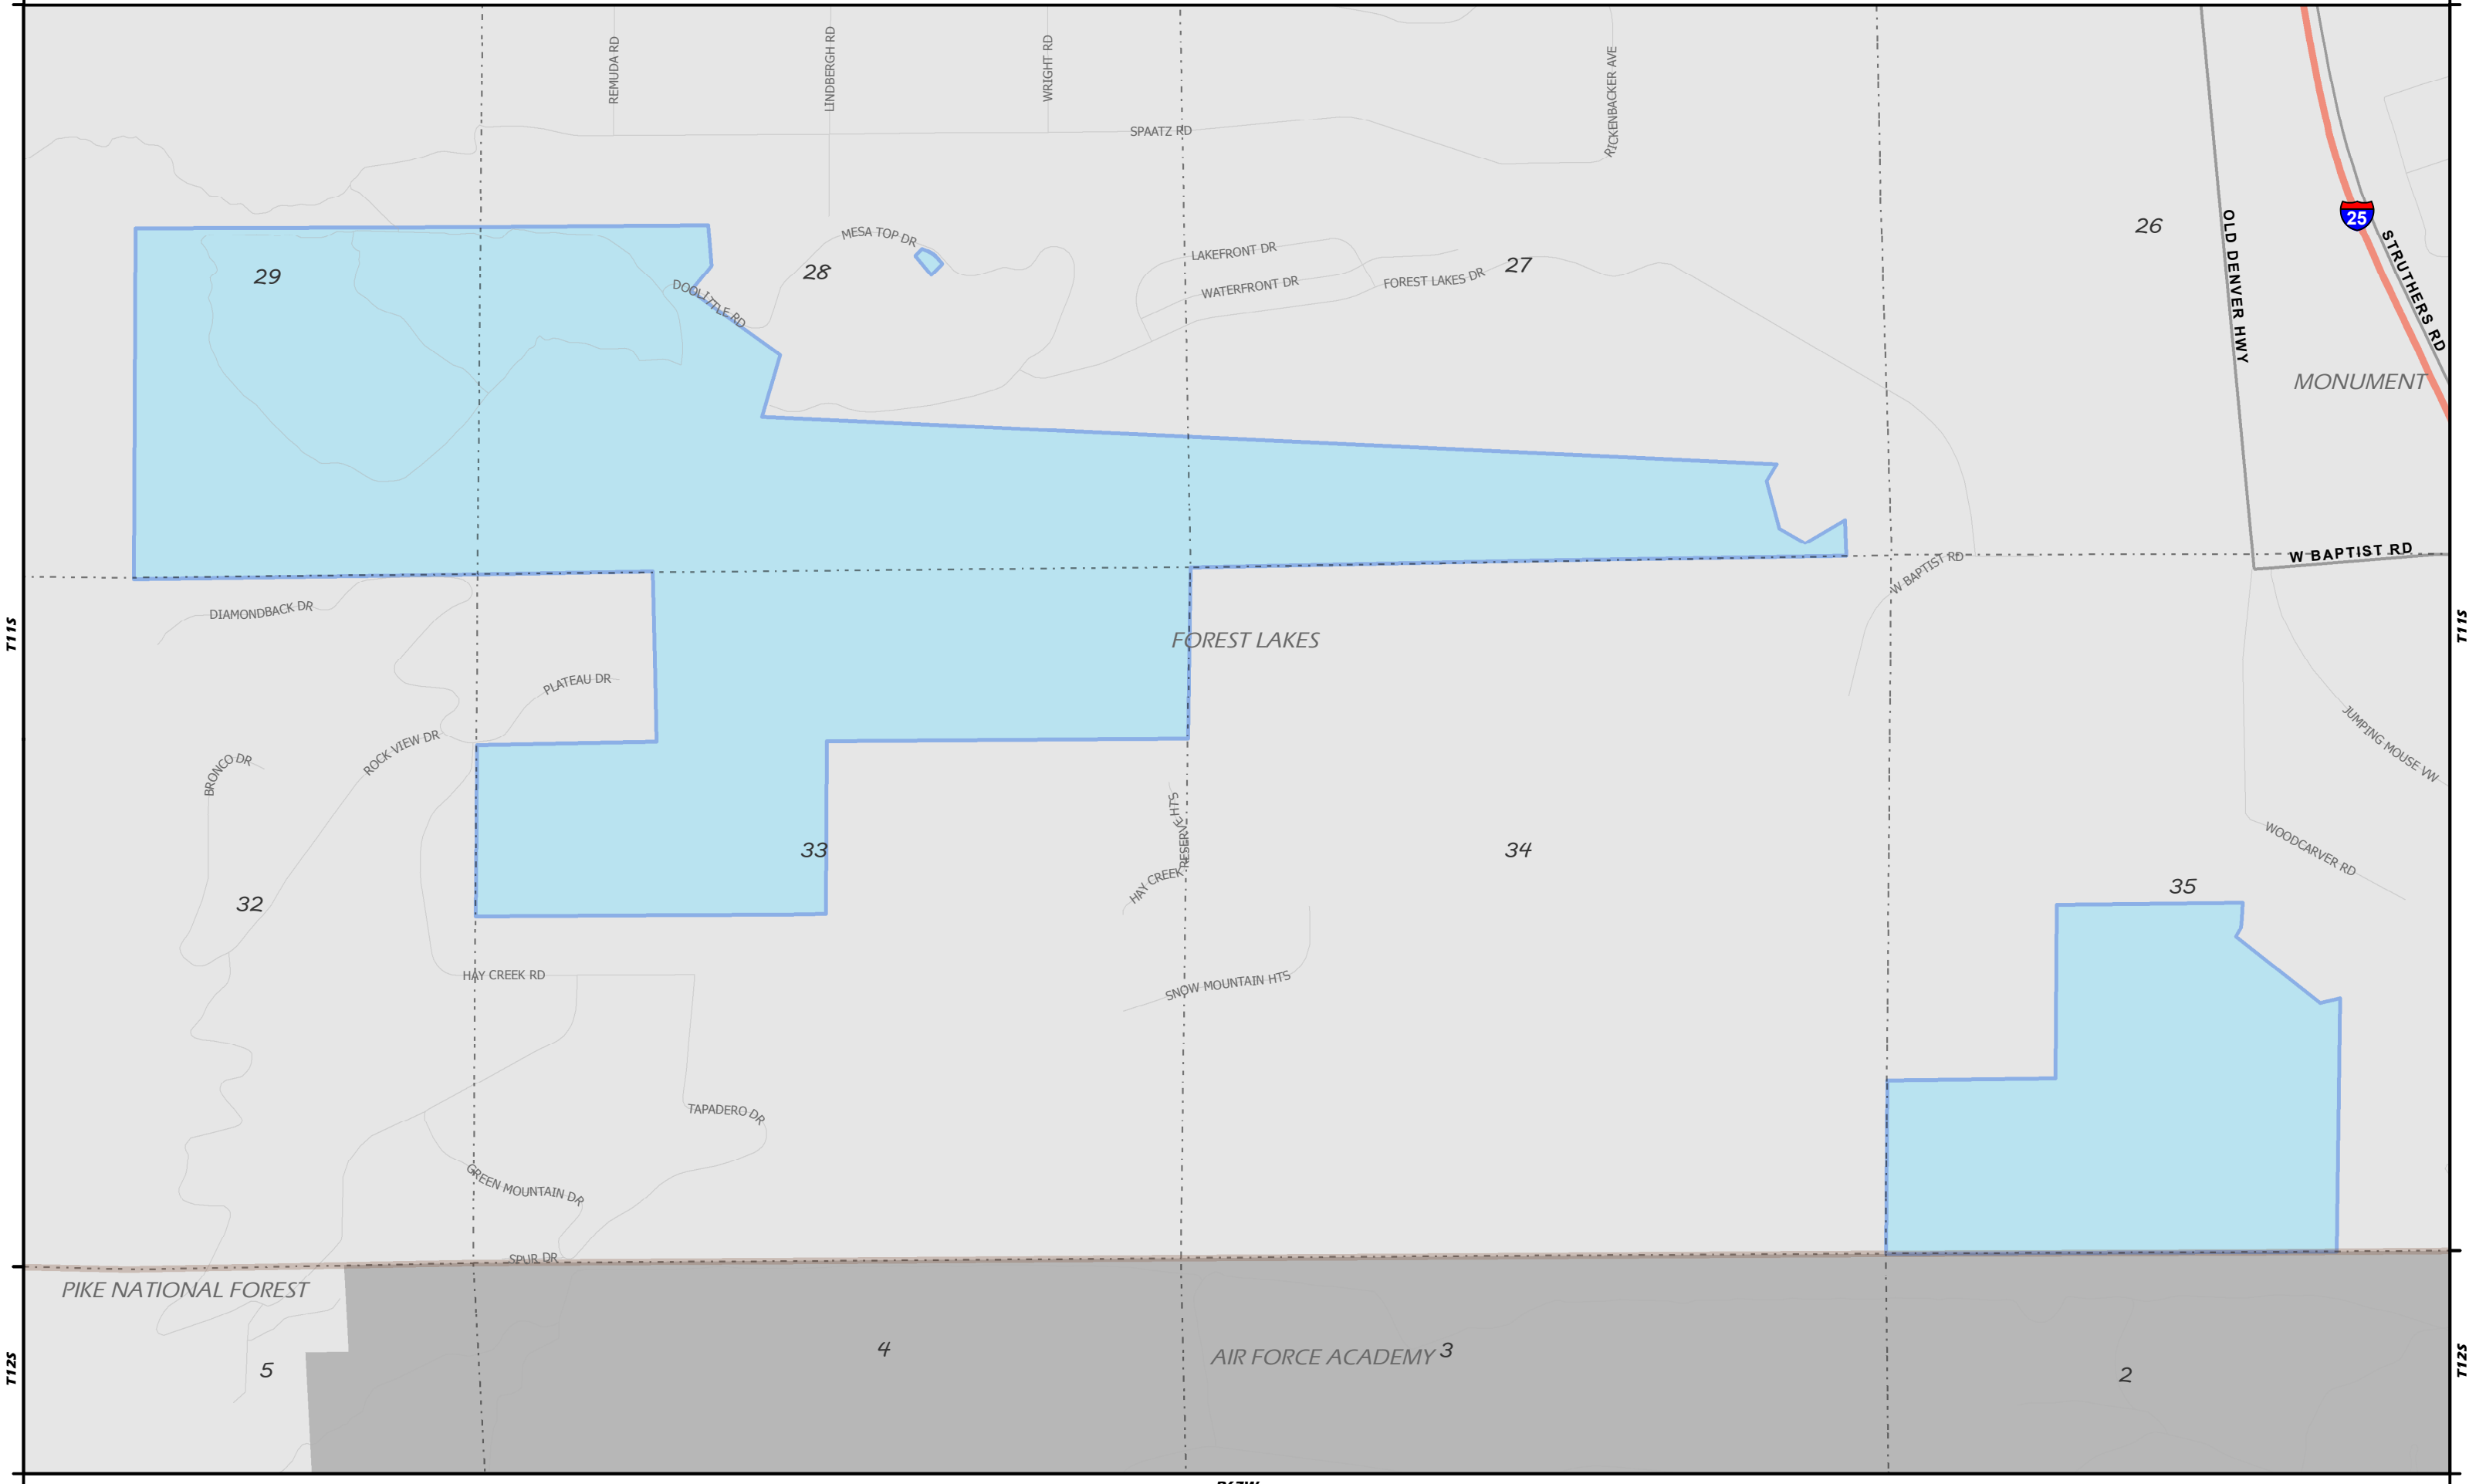 REMUDA RD
LINDBERGH RD
WRIGHT RD
RICKENBACKER AVE
SPAATZ RD
OLD DENVER HWY
25
STRUTHERS RD
26
MESA TOP DR
28
29
DOOLITTLE RD
LAKEFRONT DR
WATERFRONT DR
FOREST LAKES DR
27
MONUMENT
W BAPTIST RD
W BAPTIST RD
DIAMONDBACK DR
T11S
T11S
FOREST LAKES
PLATEAU DR
ROCK VIEW DR
BRONCO DR
JUMPING MOUSE VW
HAY CREEK RESERVE HTS
33
34
WOODCARVER RD
35
32
HAY CREEK RD
SNOW MOUNTAIN HTS
TAPADERO DR
GREEN MOUNTAIN DR
SPUR DR
PIKE NATIONAL FOREST
T12S
T12S
5
4
AIR FORCE ACADEMY
3
2